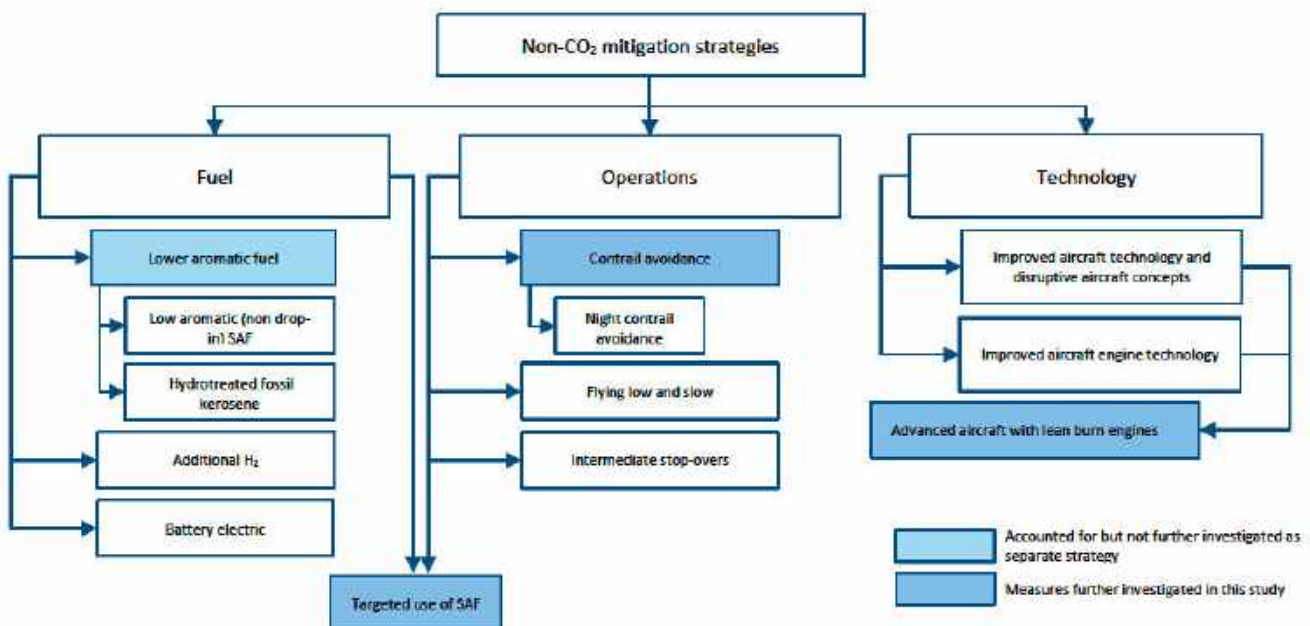 Non-CO₂ mitigation strategies
Fuel
Operations
Technology
Lower aromatic fuel
Low aromatic (non drop-
in) SAF
Hydrotreated fossil
kerosene
Additional H₂
Battery electric
Contrail avoidance
Night contrail
avoidance
Flying low and slow
Intermediate stop-overs
Targeted use of SAF
Improved aircraft technology and
disruptive aircraft concepts
Improved aircraft engine technology
Advanced aircraft with lean burn engines
Accounted for but not further investigated as
separate strategy
Measures further investigated in this study